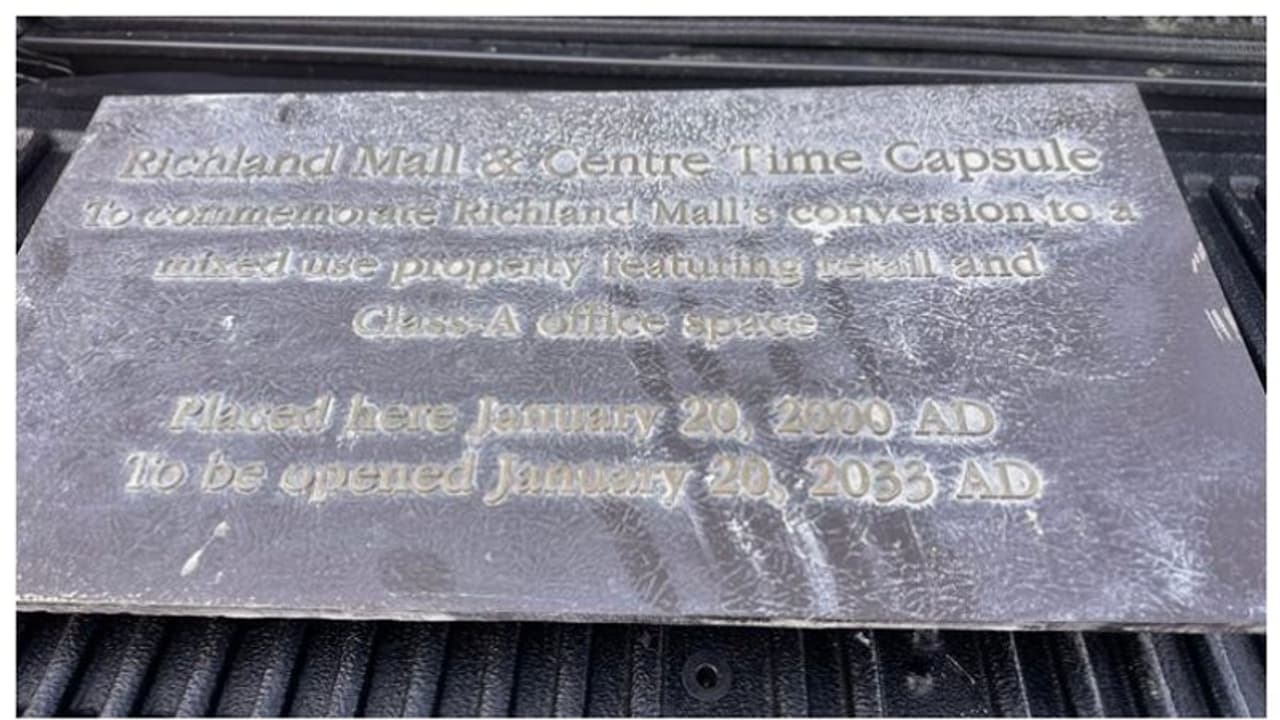 Richland Mall & Centre Time Capsule
To commemorate Richland Mall's conversion to a
mixed use property featuring retail and
Class-A office space
Placed here January 20, 2000 AD
To be opened January 20, 2033 AD